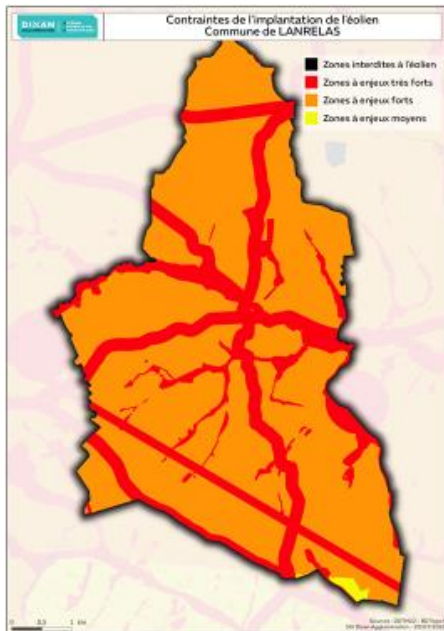 DINAN
Contraintes de l'implantation de l'éolien
Commune de LANRELAS
Zones interdites à l'éolien
Zones à enjeux très forts
Zones à enjeux forts
Zones à enjeux moyens
0 0.5 1 km